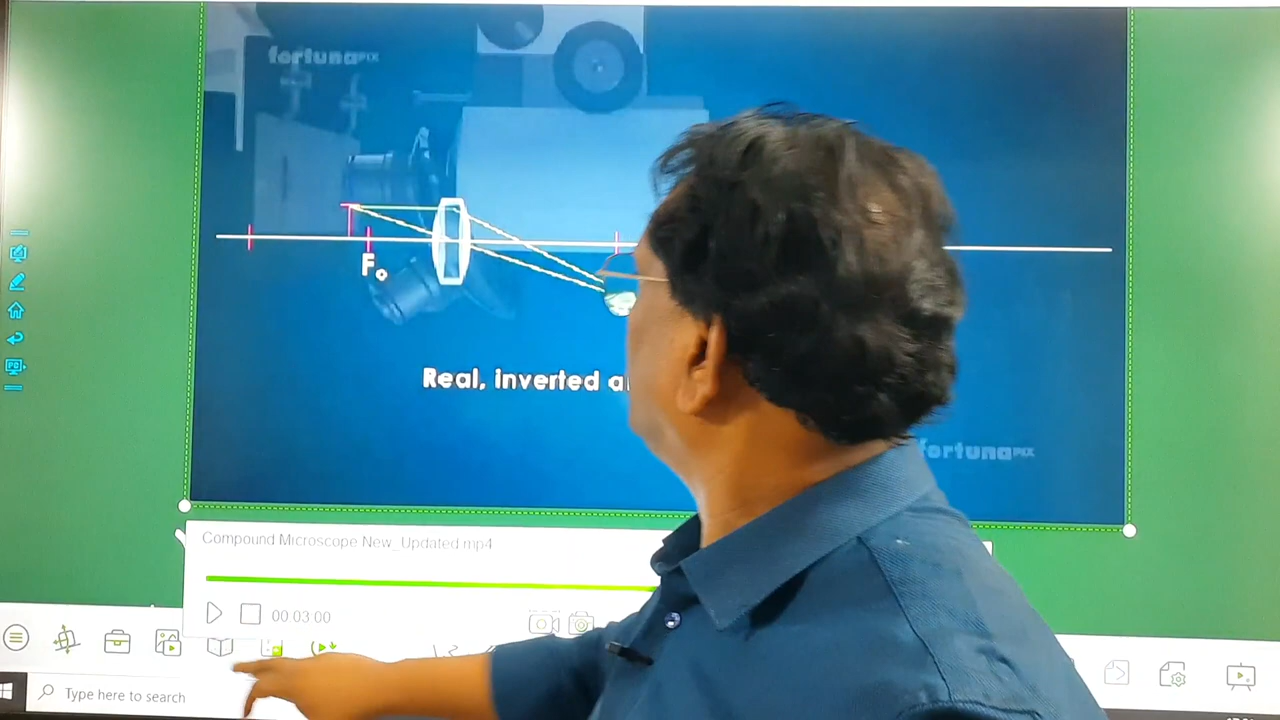 fortunaPIX
Fo
Real, inverted a
fortunaPIX
Compound Microscope New_Updated.mp4
00:03:00
Type here to search